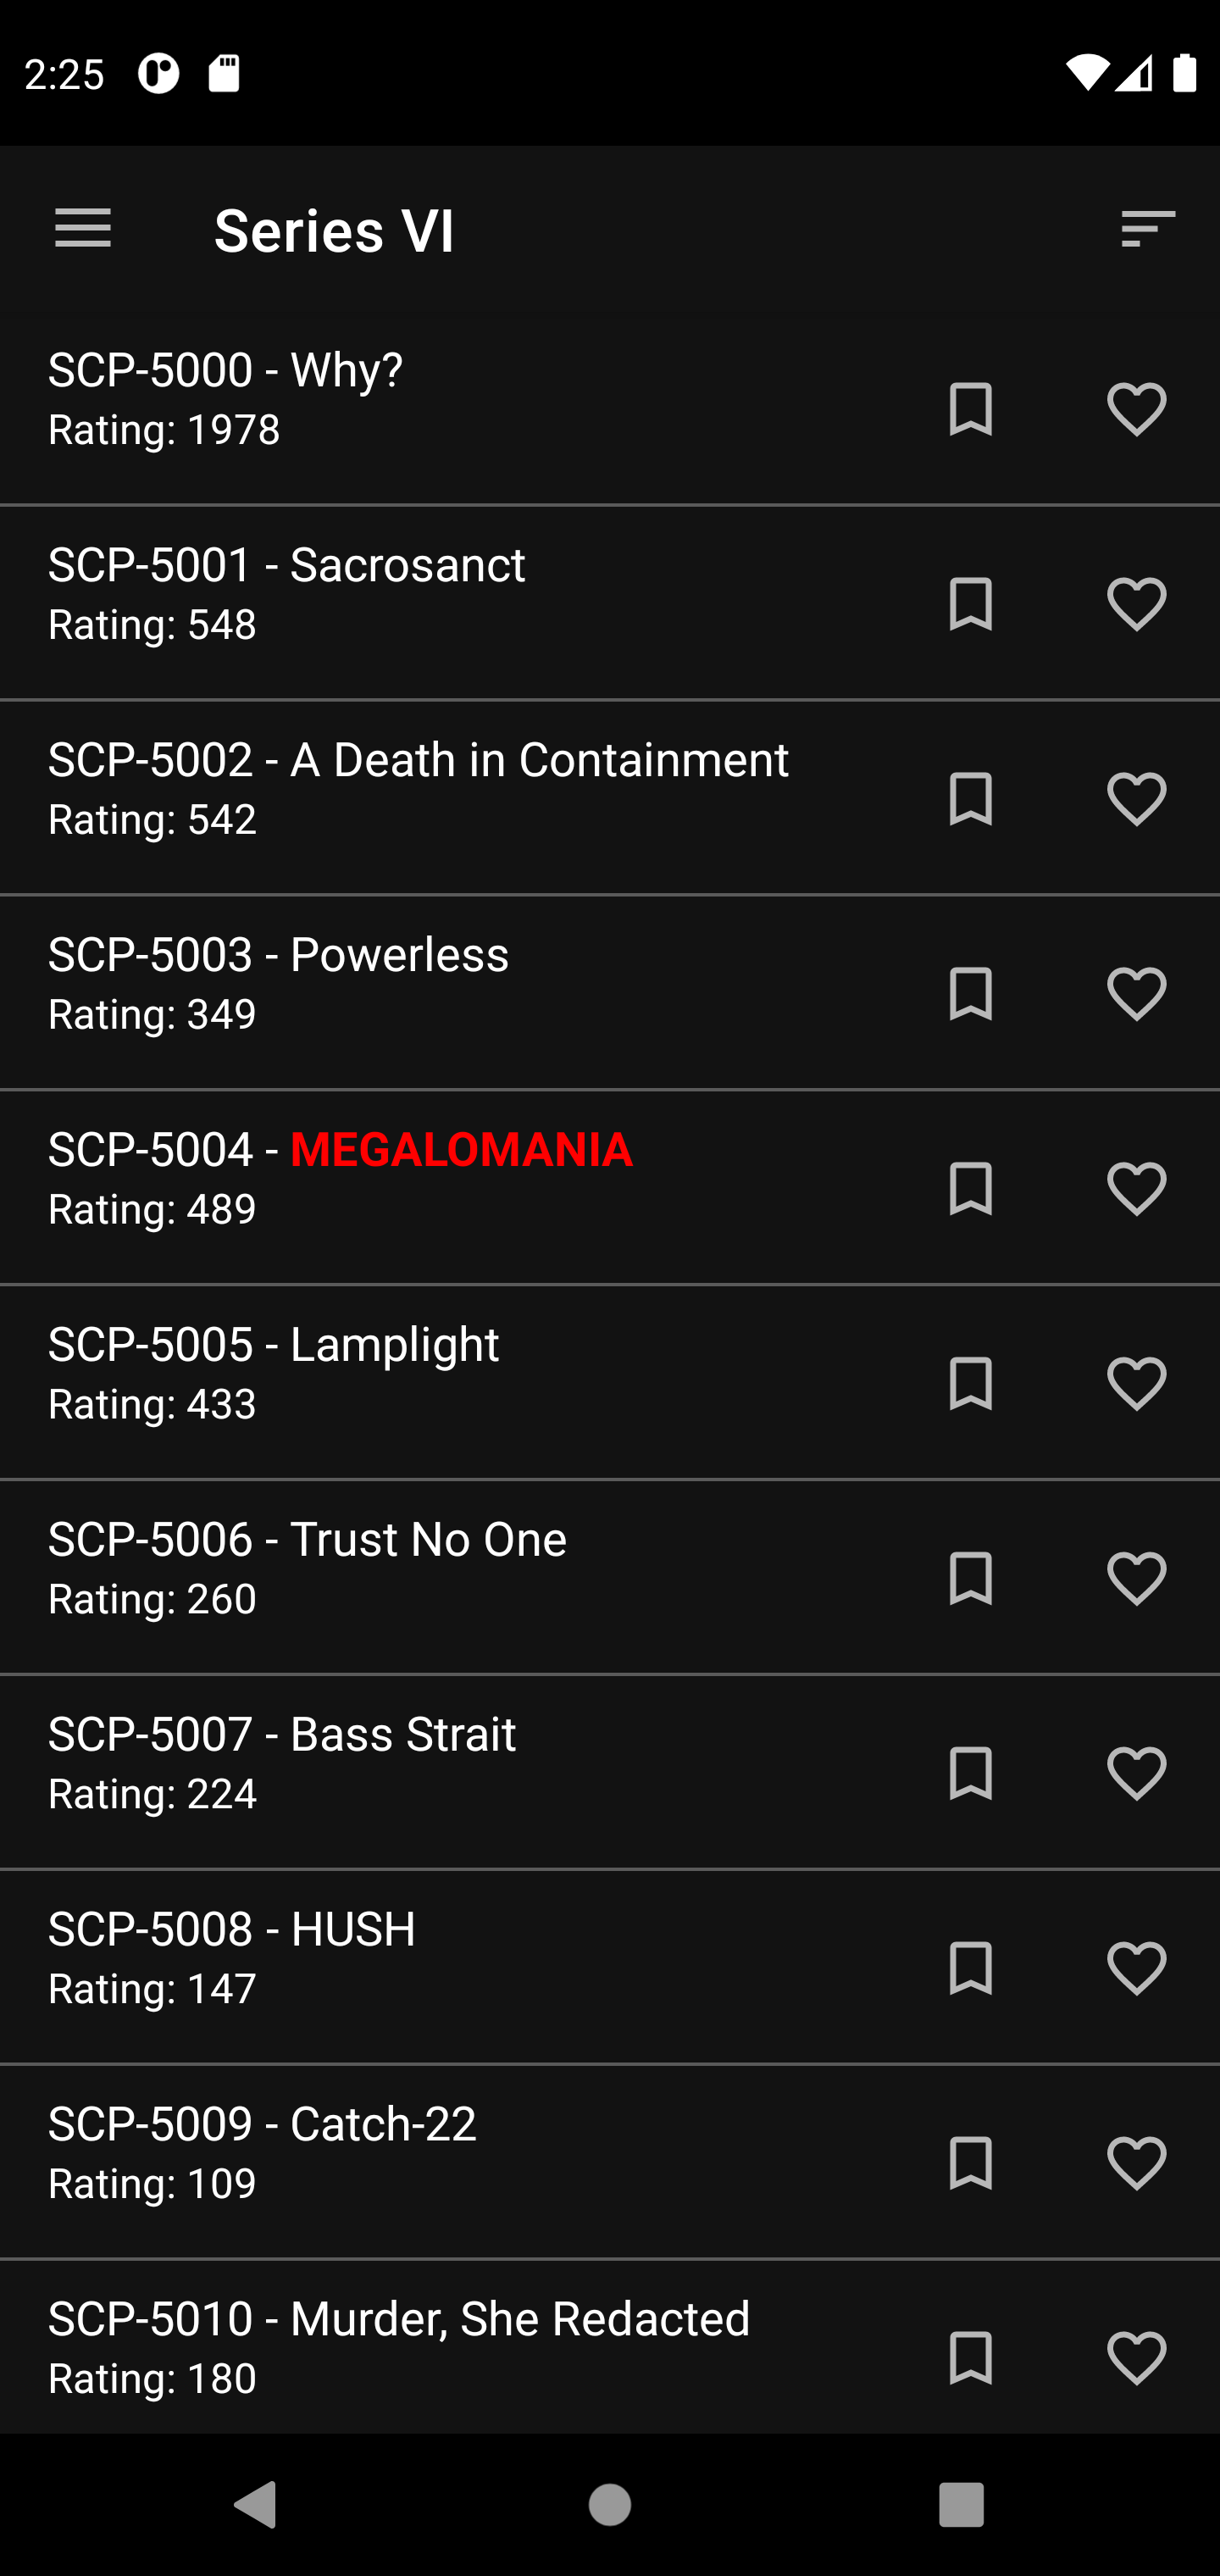 2:25
Series VI
SCP-5000 - Why?
Rating: 1978
SCP-5001 - Sacrosanct
Rating: 548
SCP-5002 - A Death in Containment
Rating: 542
SCP-5003 - Powerless
Rating: 349
SCP-5004 - MEGALOMANIA
Rating: 489
SCP-5005 - Lamplight
Rating: 433
SCP-5006 - Trust No One
Rating: 260
SCP-5007 - Bass Strait
Rating: 224
SCP-5008 - HUSH
Rating: 147
SCP-5009 - Catch-22
Rating: 109
SCP-5010 - Murder, She Redacted
Rating: 180